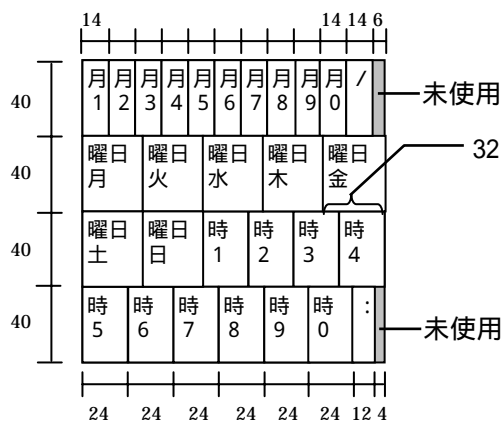 14 14 14 6
40 月 月 月 月 月 月 月 月 月 月 / 未使用
1 2 3 4 5 6 7 8 9 0
40 曜日 曜日 曜日 曜日 曜日 32
月 火 水 木 金
40 曜日 曜日 時 時 時 時
土 日 1 2 3 4
40 時 時 時 時 時 時 : 未使用
5 6 7 8 9 0
24 24 24 24 24 24 12 4